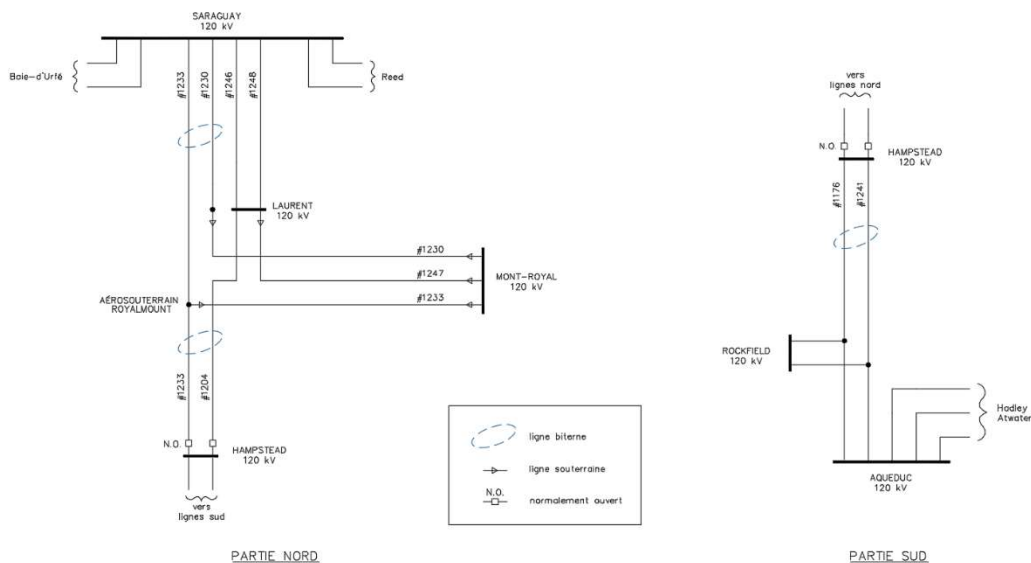 SARAGUAY
120 kV
Baie-d'Urfé
Reed
#1233
#1230
#1246
#1248
LAURENT
120 kV
#1230
#1247
#1233
MONT-ROYAL
120 kV
AÉROSOUTERRAIN
ROYALMOUNT
#1233
#1204
N.O.
HAMPSTEAD
120 kV
vers
lignes sud
PARTIE NORD
ligne biterne
ligne souterraine
N.O.
normalement ouvert
vers
lignes nord
N.O.
HAMPSTEAD
120 kV
#1176
#1241
ROCKFIELD
120 kV
Hadley
Atwater
AQUEDUC
120 kV
PARTIE SUD